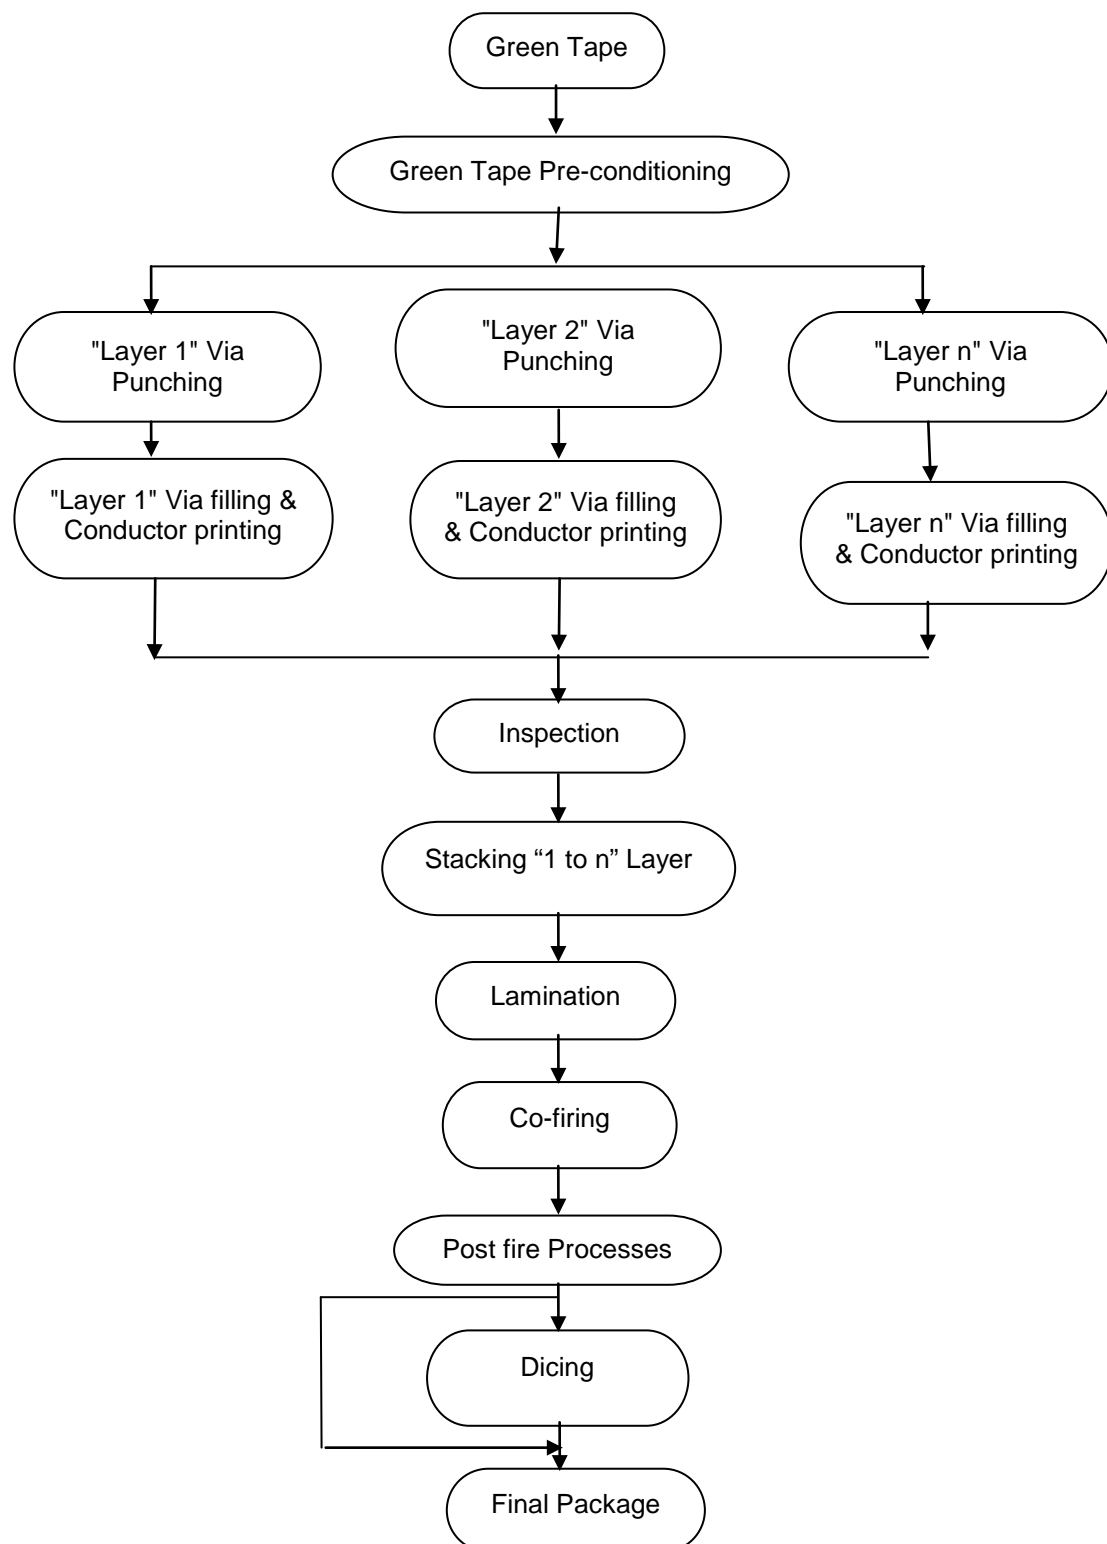 Green Tape
Green Tape Pre-conditioning
"Layer 1" Via
Punching
"Layer 2" Via
Punching
"Layer n" Via
Punching
"Layer 1" Via filling &
Conductor printing
"Layer 2" Via filling
& Conductor printing
"Layer n" Via filling
& Conductor printing
Inspection
Stacking “1 to n” Layer
Lamination
Co-firing
Post fire Processes
Dicing
Final Package